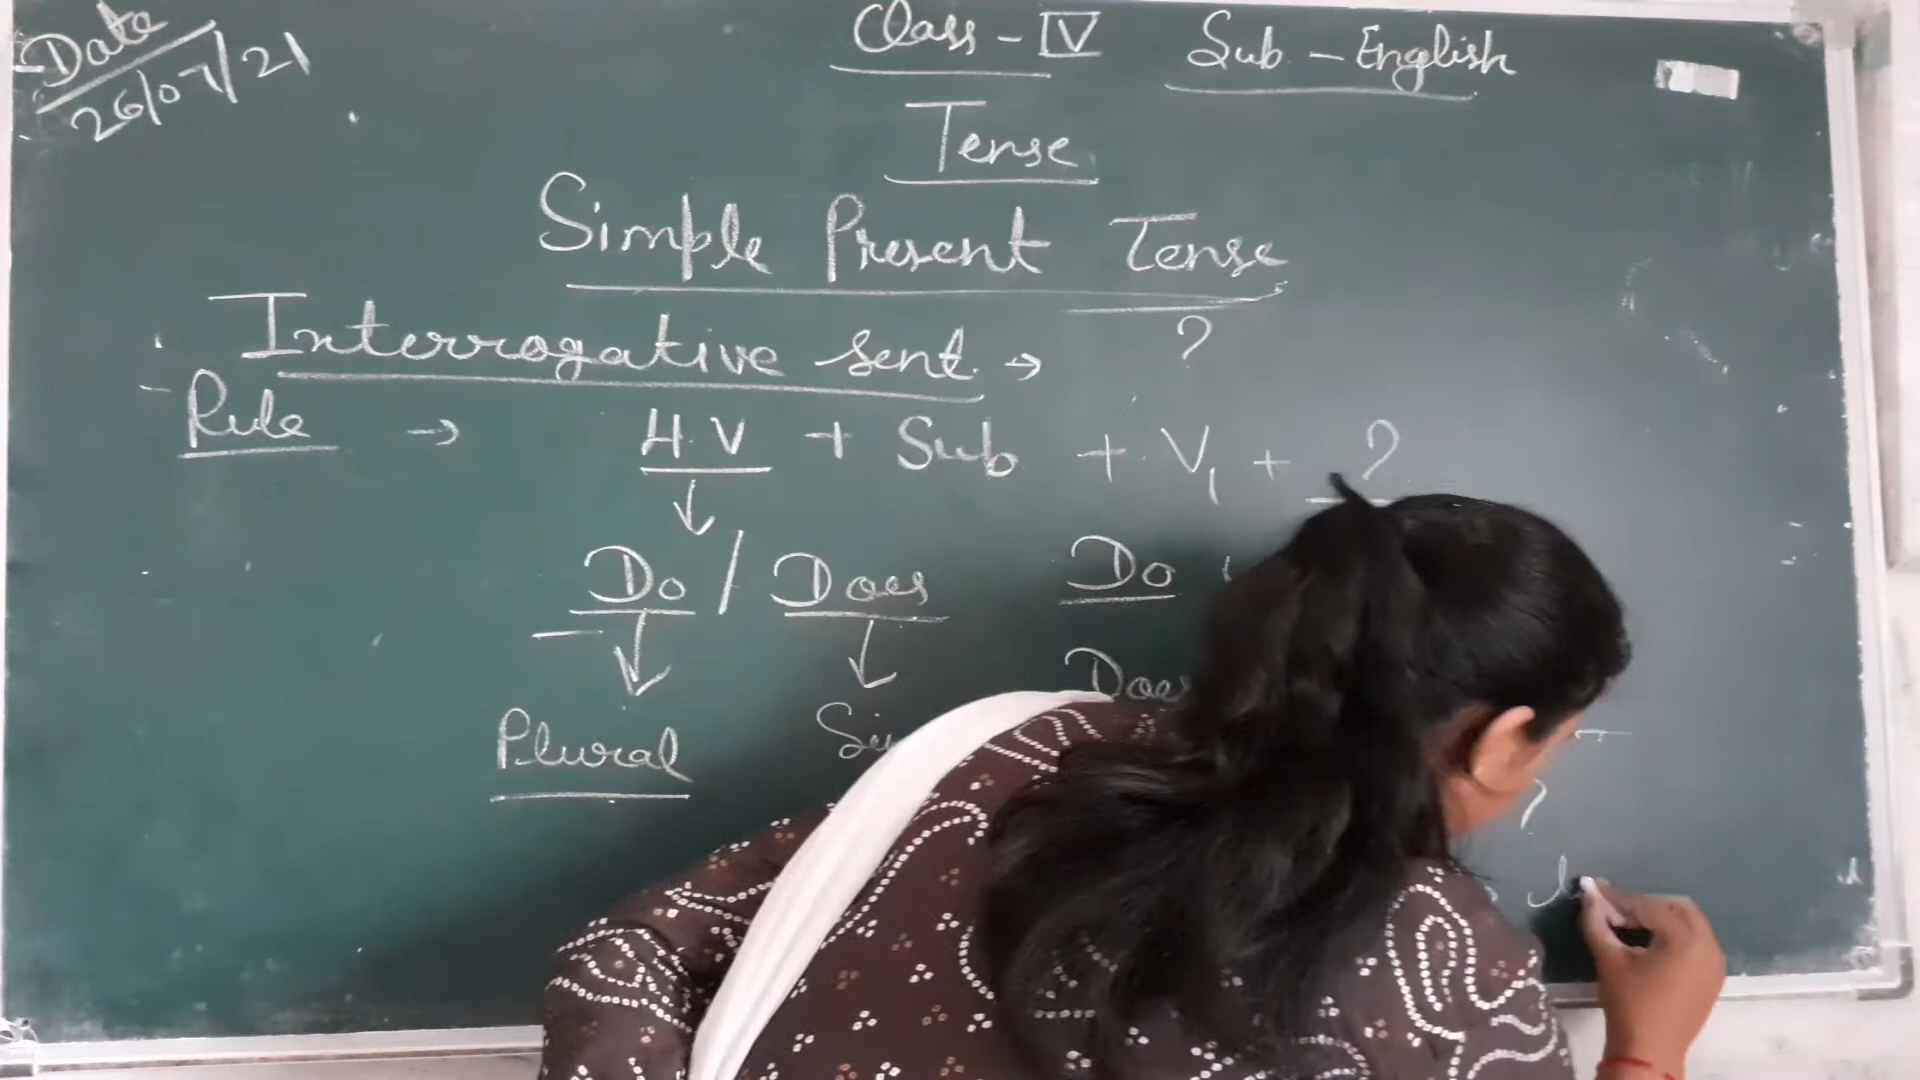 Date
26/07/21
Class - IV Sub - English
Tense
Simple Present Tense
Interrogative sent. → ?
Rule → H.V + Sub + V1 + ?
↓
Do / Does Do
↓ ↓
Does
Plural
?